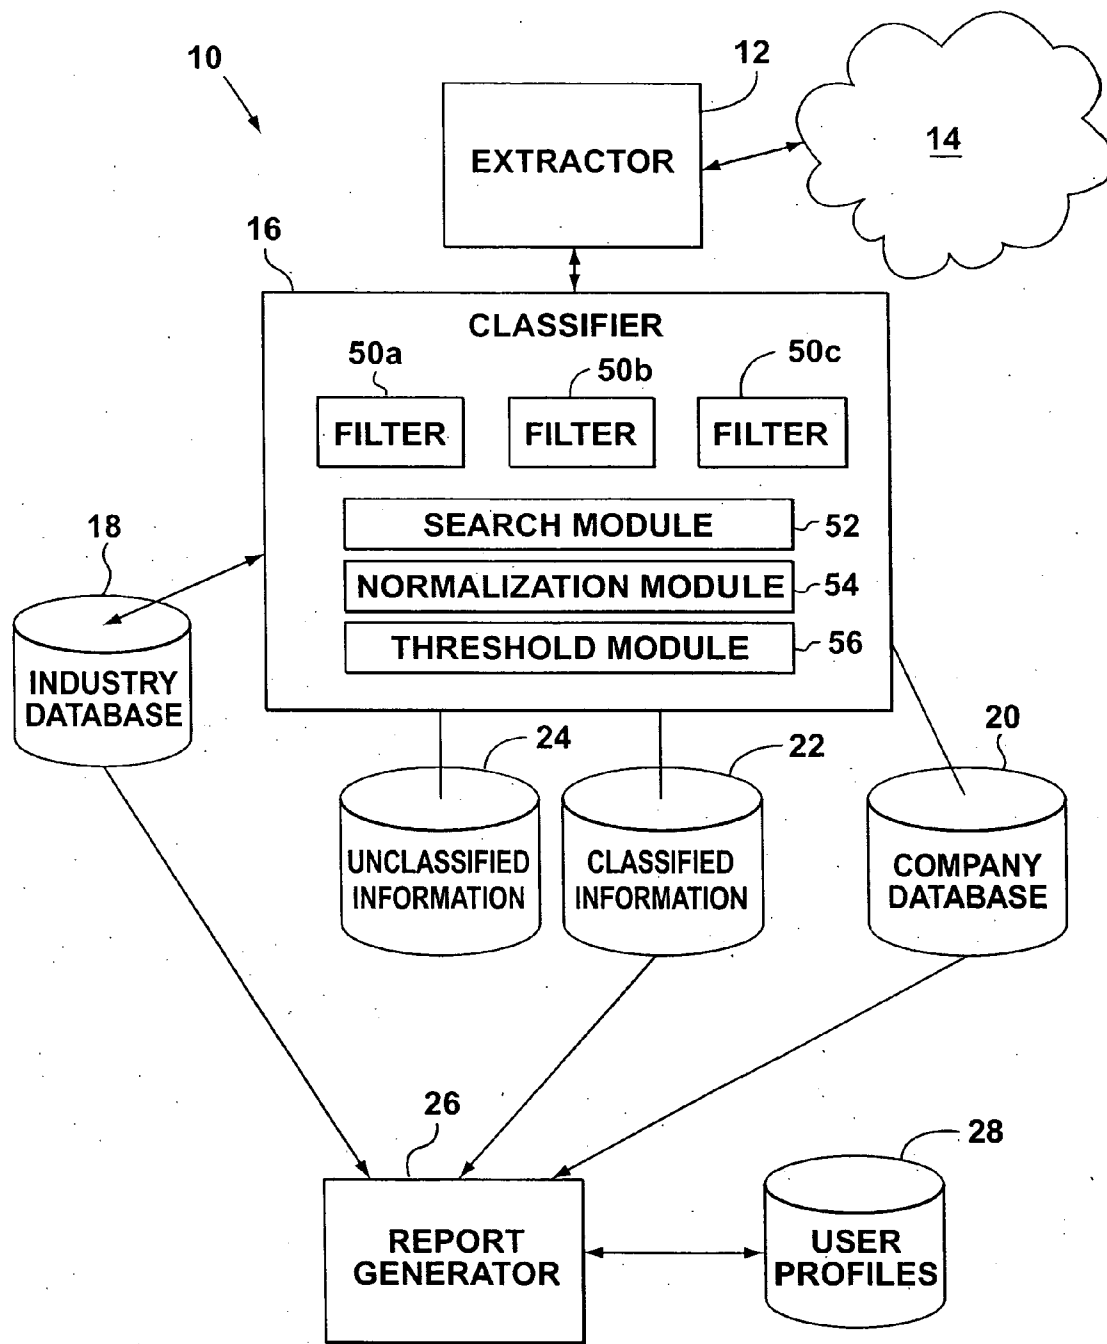 10
12
EXTRACTOR
14
16
CLASSIFIER
50a
50b
50c
FILTER
FILTER
FILTER
SEARCH MODULE
52
NORMALIZATION MODULE
54
THRESHOLD MODULE
56
18
INDUSTRY
DATABASE
24
UNCLASSIFIED
INFORMATION
22
CLASSIFIED
INFORMATION
20
COMPANY
DATABASE
26
REPORT
GENERATOR
28
USER
PROFILES